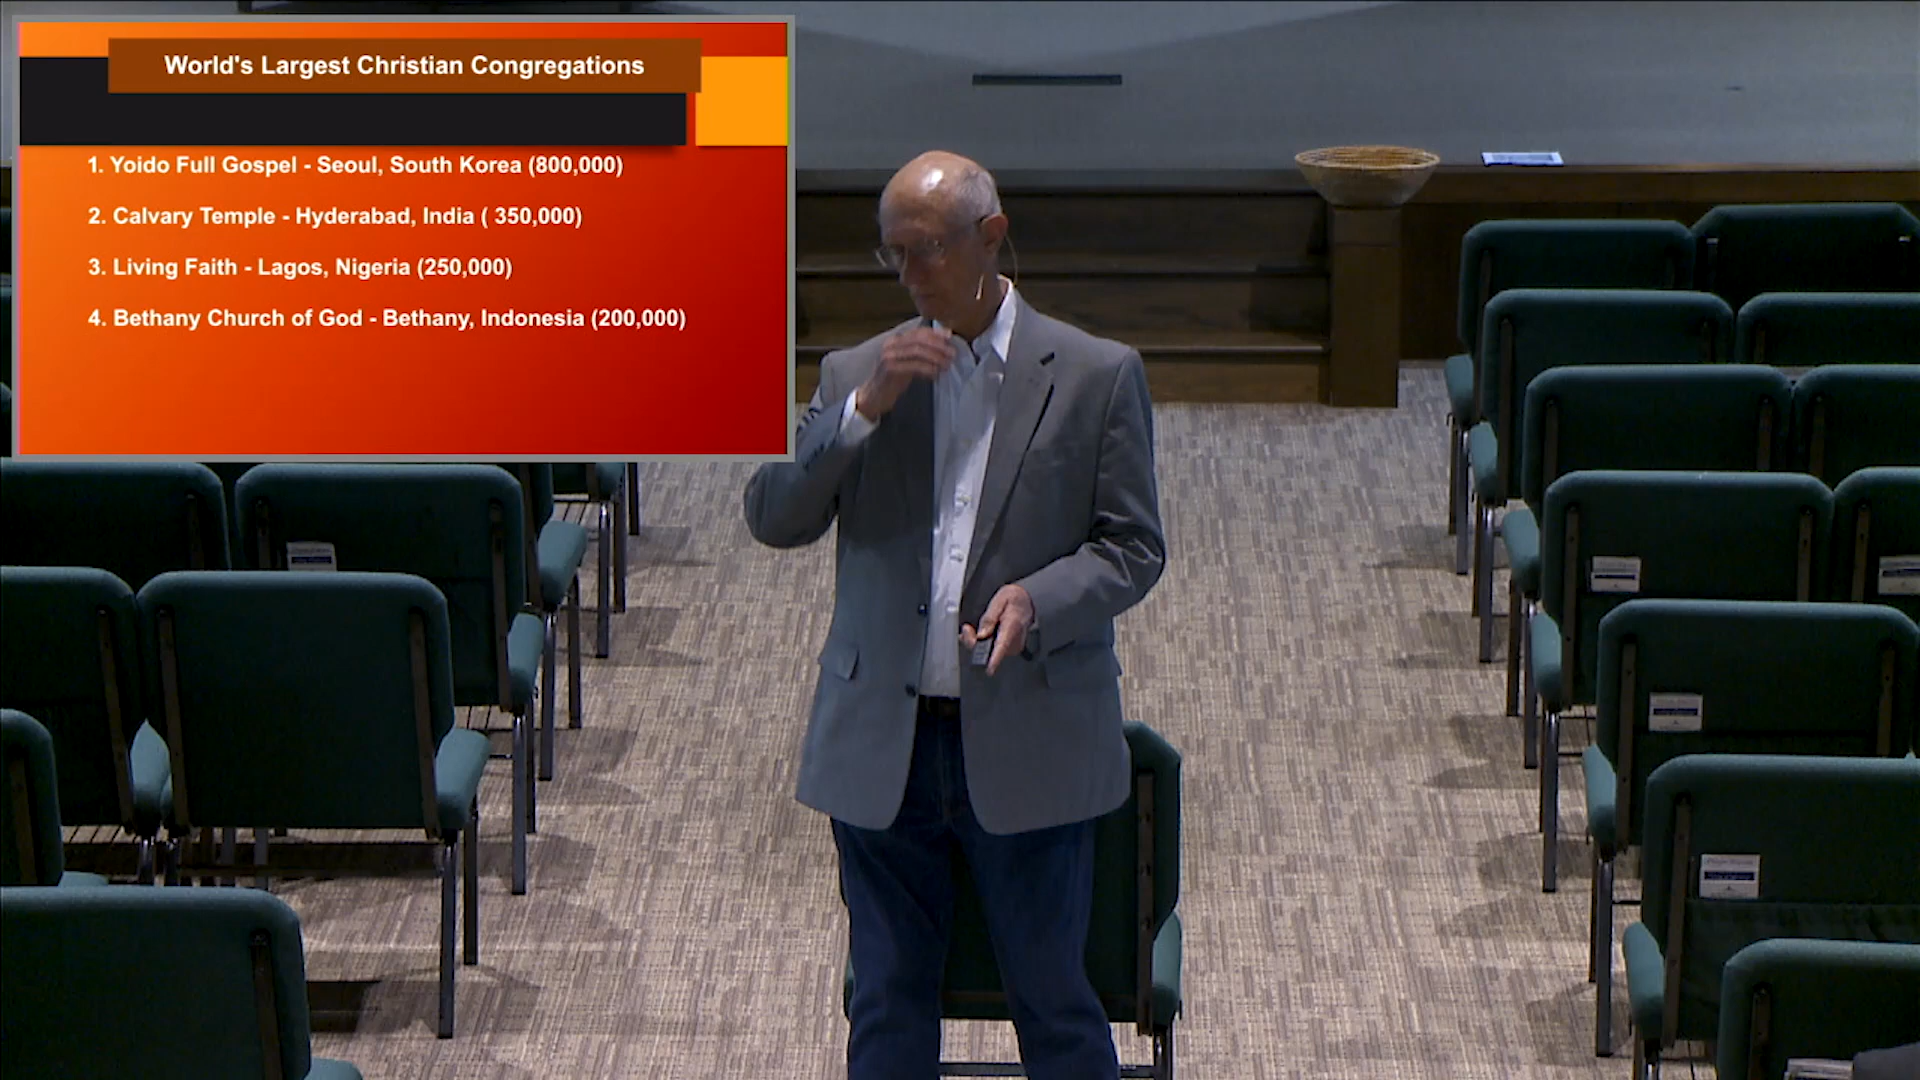 World's Largest Christian Congregations
1. Yoido Full Gospel - Seoul, South Korea (800,000)
2. Calvary Temple - Hyderabad, India ( 350,000)
3. Living Faith - Lagos, Nigeria (250,000)
4. Bethany Church of God - Bethany, Indonesia (200,000)